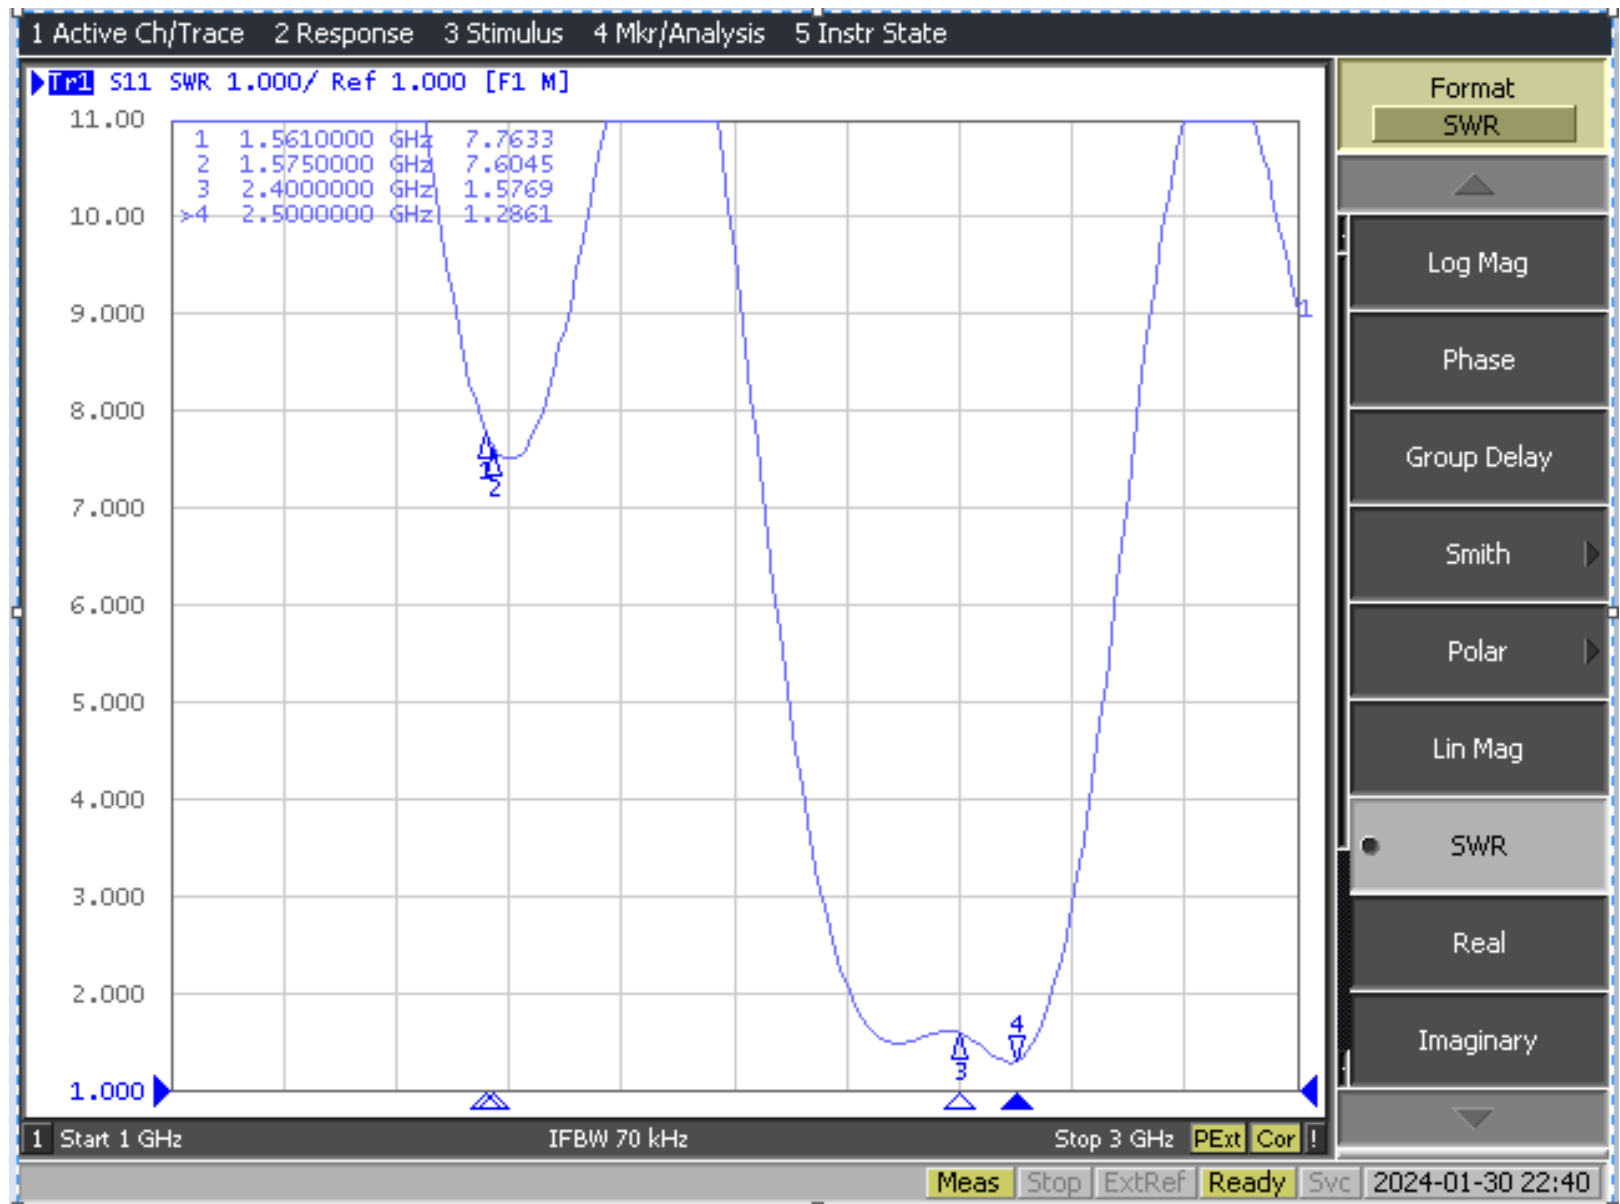 1 Active Ch/Trace 2 Response 3 Stimulus 4 Mkr/Analysis 5 Instr State
Tr1 S11 SWR 1.000/ Ref 1.000 [F1 M]
Format
SWR
11.00
1 1.5610000 GHz 7.7633
2 1.5750000 GHz 7.6045
3 2.4000000 GHz 1.5769
>4 2.5000000 GHz 1.2861
10.00
9.000
8.000
7.000
6.000
5.000
4.000
3.000
2.000
1.000
1
1
2
3
4
Log Mag
Phase
Group Delay
Smith
Polar
Lin Mag
SWR
Real
Imaginary
1 Start 1 GHz IFBW 70 kHz Stop 3 GHz PExt Cor !
Meas Stop ExtRef Ready Svc 2024-01-30 22:40